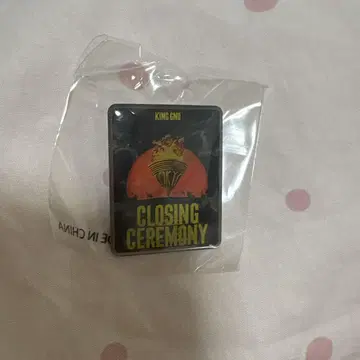 KING GNU
CLOSING
CEREMONY
DE IN CHINA